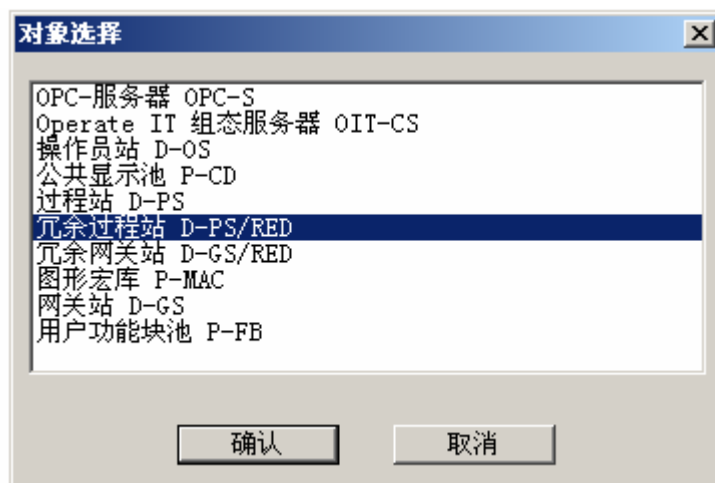 对象选择
OPC-服务器 OPC-S
Operate IT 组态服务器 OIT-CS
操作员站 D-OS
公共显示池 P-CD
过程站 D-PS
冗余过程站 D-PS/RED
冗余网关站 D-GS/RED
图形宏库 P-MAC
网关站 D-GS
用户功能块池 P-FB
确认
取消